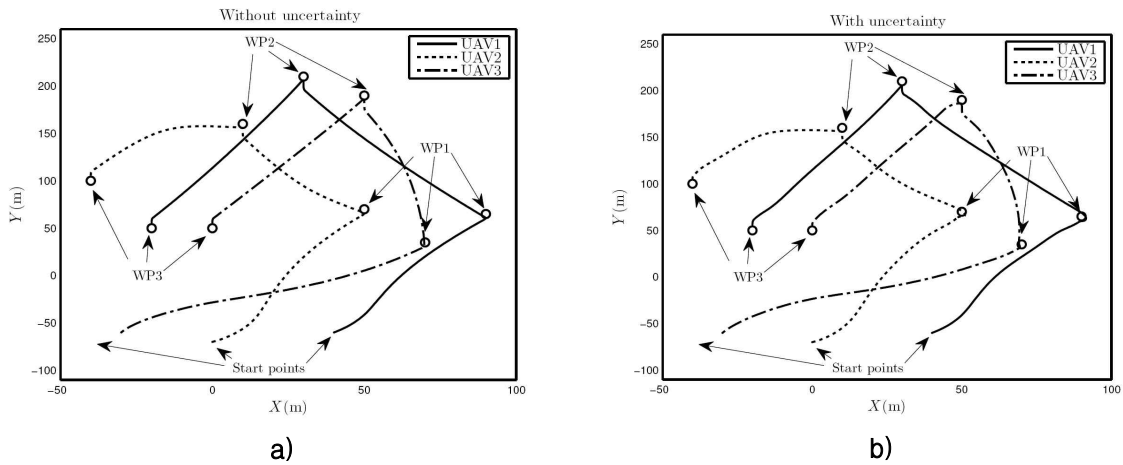 Without uncertainty
250
200
150
100
50
0
−50
−100
Y(m)
WP2
UAV1
UAV2
UAV3
WP1
WP3
Start points
−50
0
50
100
X(m)
a)
With uncertainty
250
200
150
100
50
0
−50
−100
Y(m)
WP2
UAV1
UAV2
UAV3
WP1
WP3
Start points
−50
0
50
100
X(m)
b)